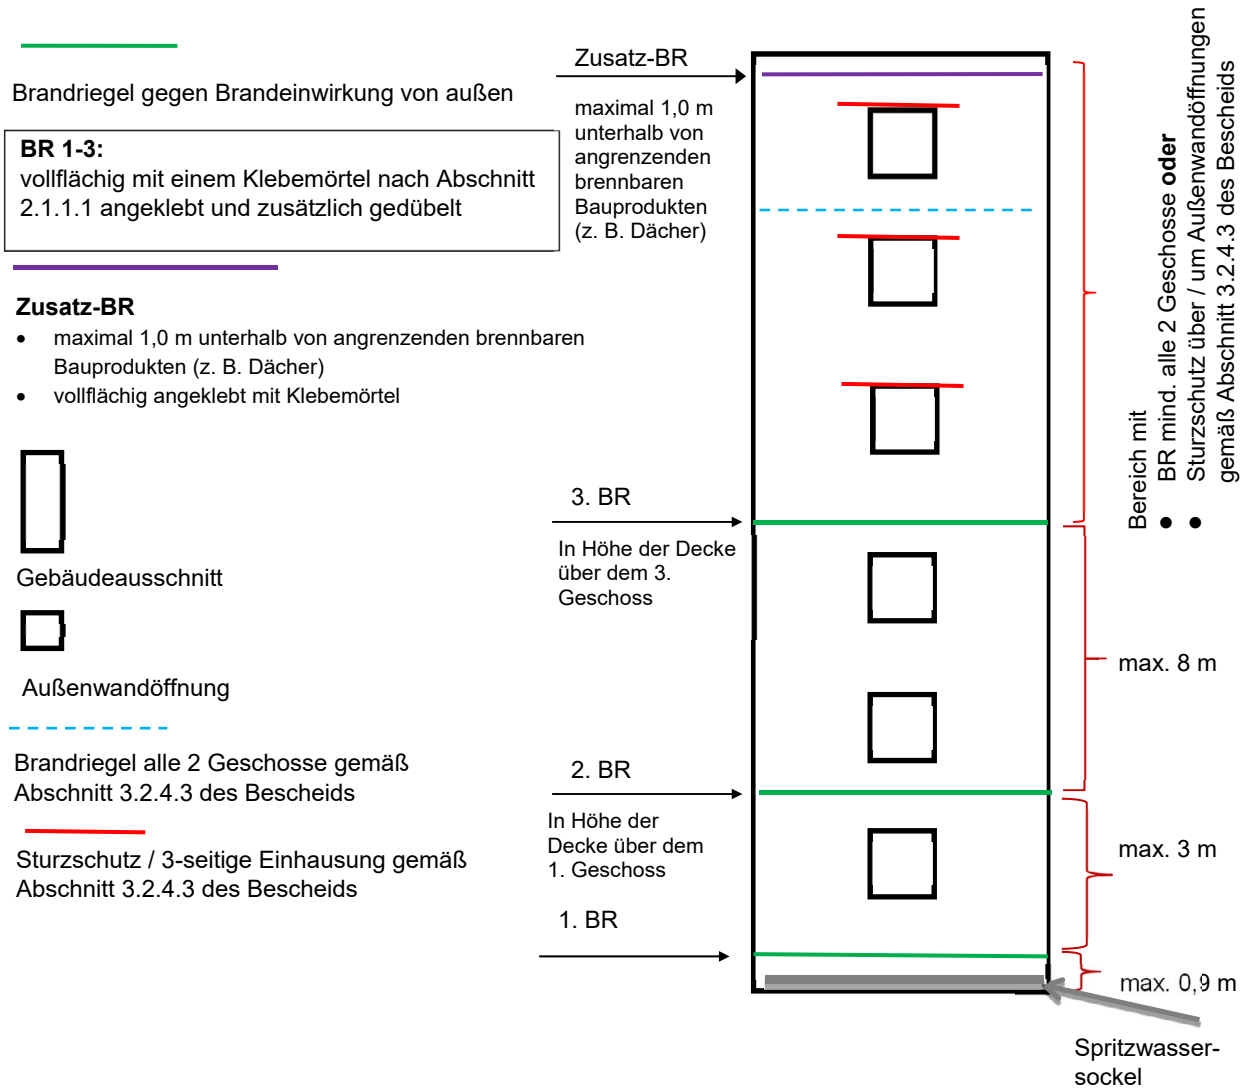 Brandriegel gegen Brandeinwirkung von außen
BR 1-3:
vollflächig mit einem Klebemörtel nach Abschnitt
2.1.1.1 angeklebt und zusätzlich gedübelt
Zusatz-BR
• maximal 1,0 m unterhalb von angrenzenden brennbaren
Bauprodukten (z. B. Dächer)
• vollflächig angeklebt mit Klebemörtel
Gebäudeausschnitt
Außenwandöffnung
Brandriegel alle 2 Geschosse gemäß
Abschnitt 3.2.4.3 des Bescheids
Sturzschutz / 3-seitige Einhausung gemäß
Abschnitt 3.2.4.3 des Bescheids
Zusatz-BR
maximal 1,0 m
unterhalb von
angrenzenden
brennbaren
Bauprodukten
(z. B. Dächer)
3. BR
In Höhe der Decke
über dem 3.
Geschoss
2. BR
In Höhe der
Decke über dem
1. Geschoss
1. BR
Bereich mit
• BR mind. alle 2 Geschosse oder
• Sturzschutz über / um Außenwandöffnungen
gemäß Abschnitt 3.2.4.3 des Bescheids
max. 8 m
max. 3 m
max. 0,9 m
Spritzwasser-
sockel